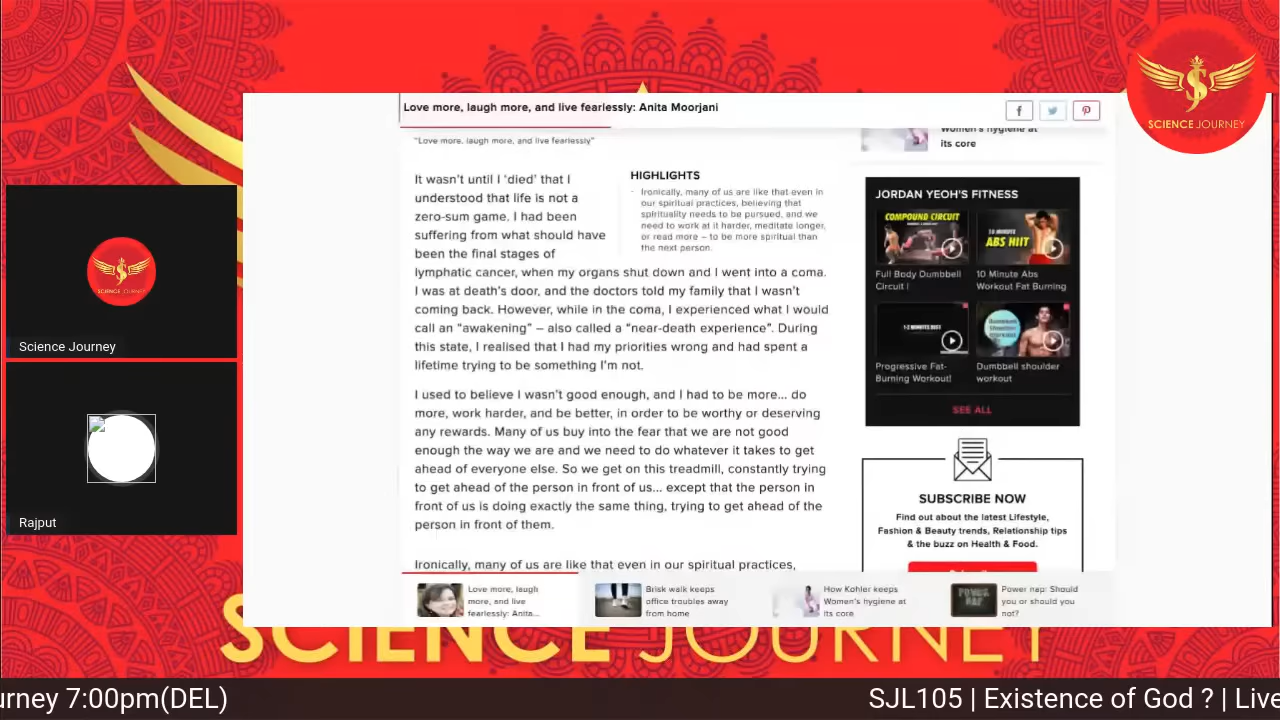 Love more, laugh more, and live fearlessly: Anita Moorjani
"Love more, laugh more, and live fearlessly"
It wasn't until I 'died' that I
understood that life is not a
zero-sum game. I had been
suffering from what should have
been the final stages of
lymphatic cancer, when my organs shut down and I went into a coma.
I was at death's door, and the doctors told my family that I wasn't
coming back. However, while in the coma, I experienced what I would
call an "awakening" – also called a "near-death experience". During
this state, I realised that I had my priorities wrong and had spent a
lifetime trying to be something I'm not.
HIGHLIGHTS
- Ironically, many of us are like that even in
our spiritual practices, believing that
spirituality needs to be pursued, and we
need to work at it harder, meditate longer,
or read more – to be more spiritual than
the next person.
I used to believe I wasn't good enough, and I had to be more... do
more, work harder, and be better, in order to be worthy or deserving
any rewards. Many of us buy into the fear that we are not good
enough the way we are and we need to do whatever it takes to get
ahead of everyone else. So we get on this treadmill, constantly trying
to get ahead of the person in front of us... except that the person in
front of us is doing exactly the same thing, trying to get ahead of the
person in front of them.
Ironically, many of us are like that even in our spiritual practices,
Women's hygiene at
its core
JORDAN YEOH'S FITNESS
COMPOUND CIRCUIT
Full Body Dumbbell
Circuit !
10 MINUTE
ABS HIIT
10 Minute Abs
Workout Fat Burning
Progressive Fat-
Burning Workout!
Dumbbell shoulder
workout
SEE ALL
SUBSCRIBE NOW
Find out about the latest Lifestyle,
Fashion & Beauty trends, Relationship tips
& the buzz on Health & Food.
Love more, laugh
more, and live
fearlessly: Anita...
Brisk walk keeps
office troubles away
from home
How Kohler keeps
Women's hygiene at
its core
POWER
NAP
Power nap: Should
you or should you
not?
SCIENCE JOURNEY
SCIENCE JOURNEY
Science Journey
Rajput
SCIENCE JOURNEY
urney 7:00pm(DEL)
SJL105 | Existence of God ? | Live